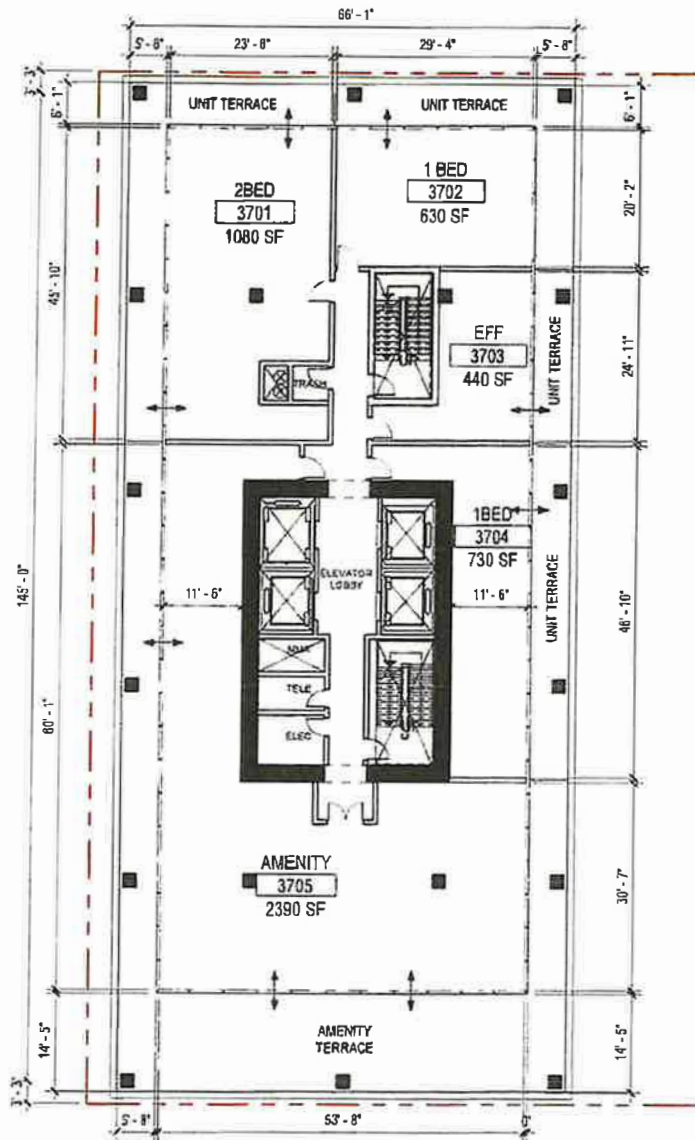 66' - 1"
5' - 8"
23' - 8"
29' - 4"
5' - 8"
3' - 3"
6' - 1"
6' - 1"
UNIT TERRACE
UNIT TERRACE
2BED
3701
1080 SF
1 BED
3702
630 SF
20' - 2"
45' - 10"
EFF
3703
440 SF
UNIT TERRACE
24' - 11"
TRASH
145' - 0"
1BED
3704
730 SF
ELEVATOR
LOBBY
11' - 6"
11' - 6"
UNIT TERRACE
46' - 10"
TELE
ELEC
60' - 1"
AMENITY
3705
2390 SF
30' - 7"
AMENITY
TERRACE
14' - 5"
14' - 5"
3' - 3"
5' - 8"
53' - 8"